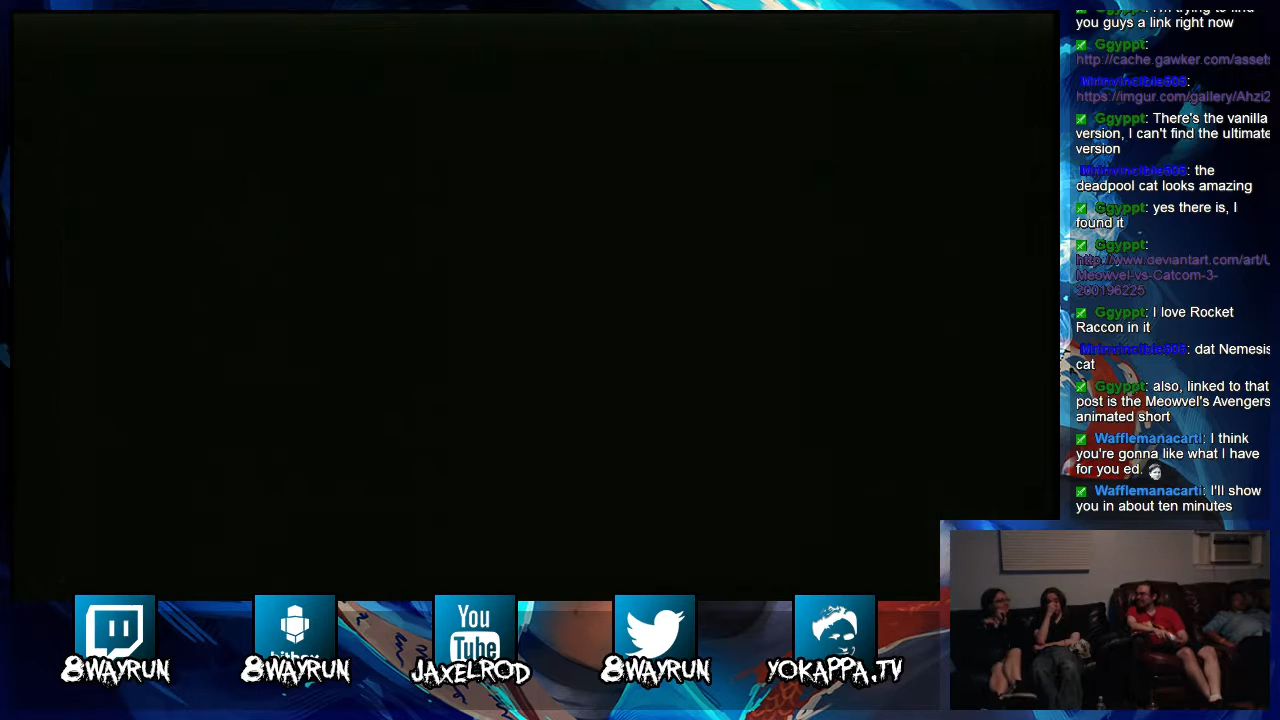 you guys a link right now
Ggyppt:
http://cache.gawker.com/assets
MrInvincible505:
https://imgur.com/gallery/Ahzi2
Ggyppt: There's the vanilla
version, I can't find the ultimate
version
MrInvincible505: the
deadpool cat looks amazing
Ggyppt: yes there is, I
found it
Ggyppt:
http://www.deviantart.com/art/U
Meowvel-vs-Catcom-3-
200196225
Ggyppt: I love Rocket
Raccon in it
MrInvincible505: dat Nemesis
cat
Ggyppt: also, linked to that
post is the Meowvel's Avengers
animated short
Wafflemanacarti: I think
you're gonna like what I have
for you ed.
Wafflemanacarti: I'll show
you in about ten minutes
You
Tube
8WAYRUN
8WAYRUN
JAXELROD
8WAYRUN
YOKAPPA.TV